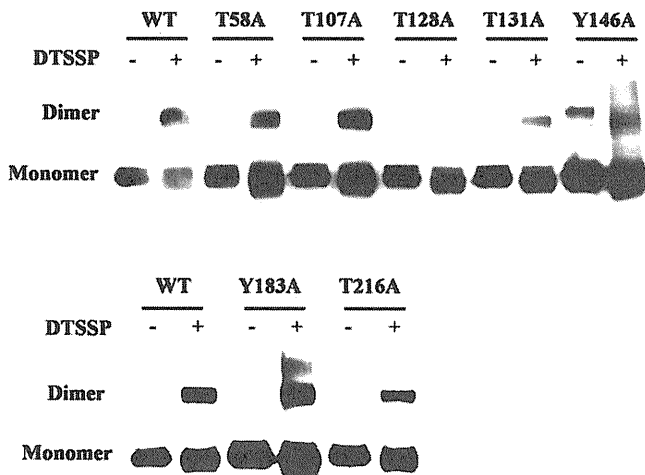 WT T58A T107A T128A T131A Y146A
DTSSP - + - + - + - + - + - +
Dimer
Monomer
WT Y183A T216A
DTSSP - + - + - +
Dimer
Monomer